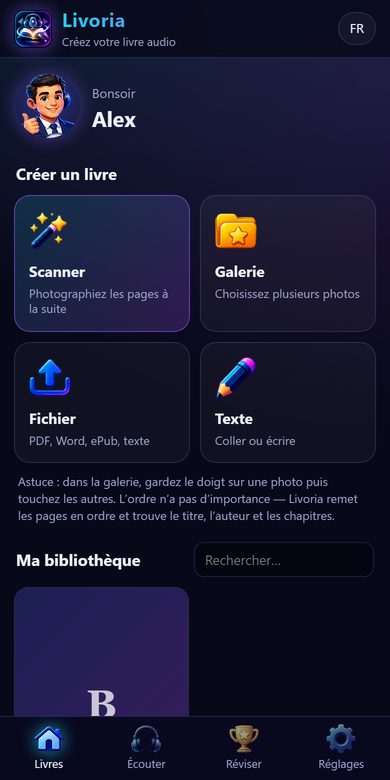 Livoria
Créez votre livre audio
FR
Bonsoir
Alex
Créer un livre
Scanner
Photographiez les pages à
la suite
Galerie
Choisissez plusieurs photos
Fichier
PDF, Word, ePub, texte
Texte
Coller ou écrire
Astuce : dans la galerie, gardez le doigt sur une photo puis
touchez les autres. L’ordre n’a pas d’importance — Livoria remet
les pages en ordre et trouve le titre, l’auteur et les chapitres.
Ma bibliothèque
Rechercher…
B
Livres
Écouter
Réviser
Réglages